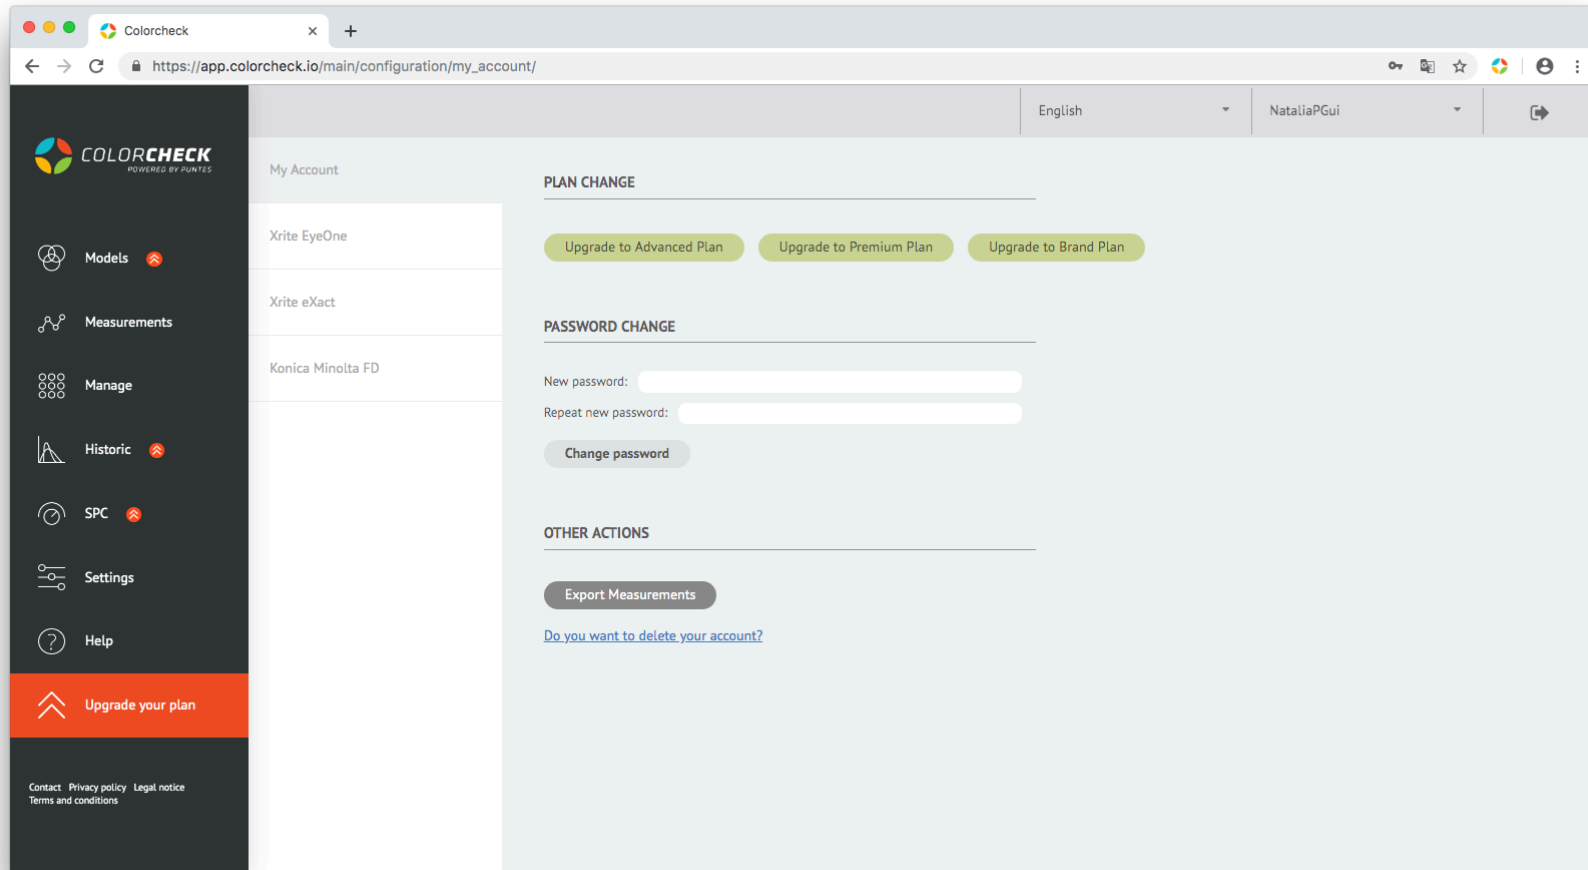 Colorcheck
https://app.colorcheck.io/main/configuration/my_account/
English
NataliaPGui
COLORCHECK
POWERED BY PUNTES
Models
Measurements
Manage
Historic
SPC
Settings
Help
Upgrade your plan
Contact Privacy policy Legal notice
Terms and conditions
My Account
Xrite EyeOne
Xrite eXact
Konica Minolta FD
PLAN CHANGE
Upgrade to Advanced Plan Upgrade to Premium Plan Upgrade to Brand Plan
PASSWORD CHANGE
New password:
Repeat new password:
Change password
OTHER ACTIONS
Export Measurements
Do you want to delete your account?